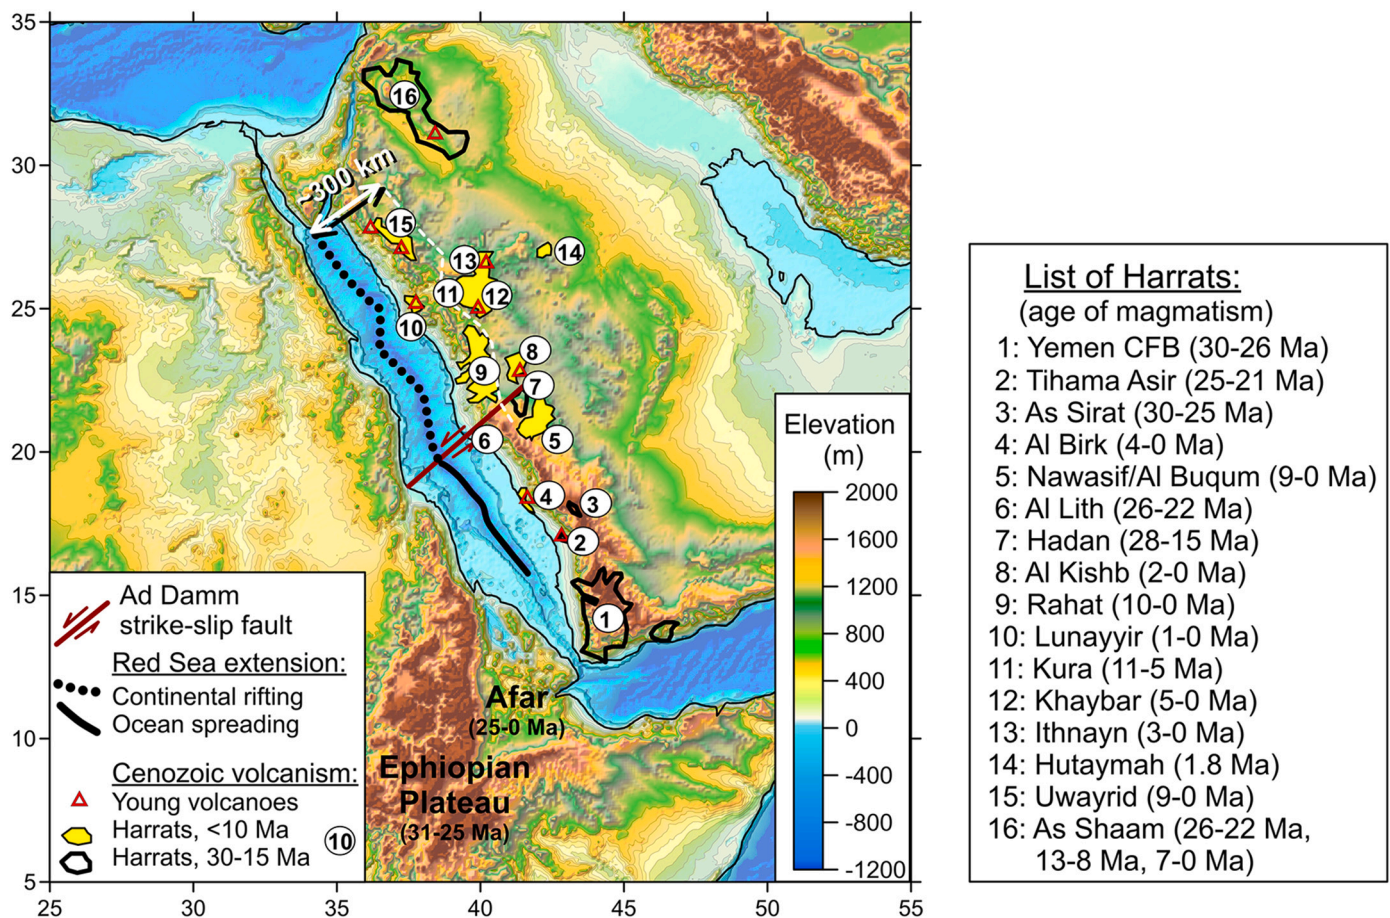 35
30
25
20
15
10
5
25
30
35
40
45
50
55
~300 km
16
15
14
13
11
12
10
8
9
7
6
5
4
3
2
1
Afar
(25-0 Ma)
Ephiopian
Plateau
(31-25 Ma)
Elevation
(m)
2000
1600
1200
800
400
0
-400
-800
-1200
Ad Damm
strike-slip fault
Red Sea extension:
Continental rifting
Ocean spreading
Cenozoic volcanism:
Young volcanoes
Harrats, <10 Ma
10
Harrats, 30-15 Ma
List of Harrats:
(age of magmatism)
1: Yemen CFB (30-26 Ma)
2: Tihama Asir (25-21 Ma)
3: As Sirat (30-25 Ma)
4: Al Birk (4-0 Ma)
5: Nawasif/Al Buqum (9-0 Ma)
6: Al Lith (26-22 Ma)
7: Hadan (28-15 Ma)
8: Al Kishb (2-0 Ma)
9: Rahat (10-0 Ma)
10: Lunayyir (1-0 Ma)
11: Kura (11-5 Ma)
12: Khaybar (5-0 Ma)
13: Ithnayn (3-0 Ma)
14: Hutaymah (1.8 Ma)
15: Uwayrid (9-0 Ma)
16: As Shaam (26-22 Ma,
13-8 Ma, 7-0 Ma)